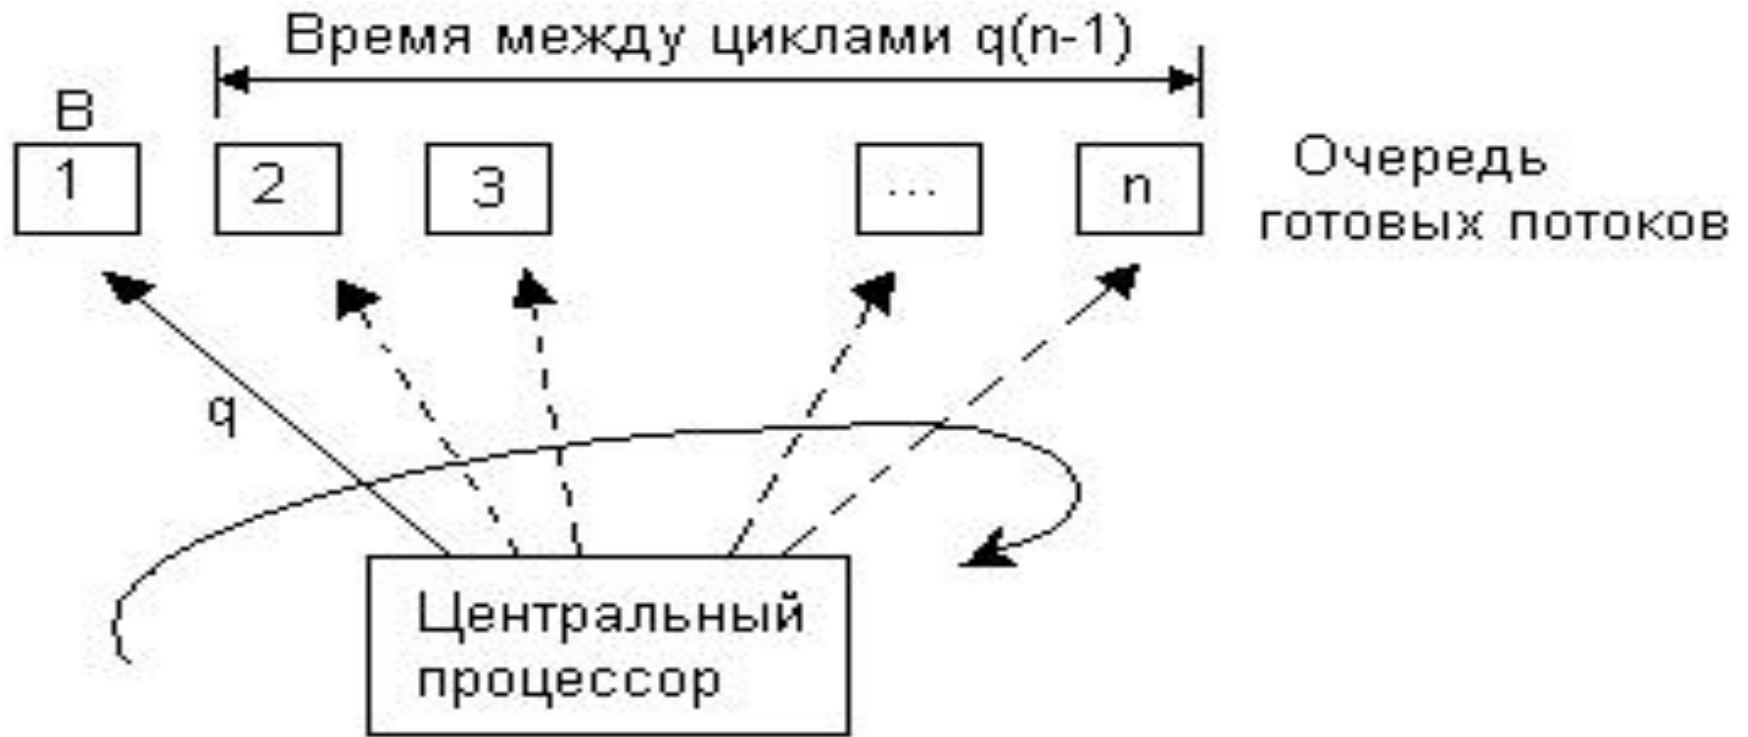 Время между циклами q(n-1)
В
1
2
3
...
n
Очередь
готовых потоков
q
Центральный
процессор